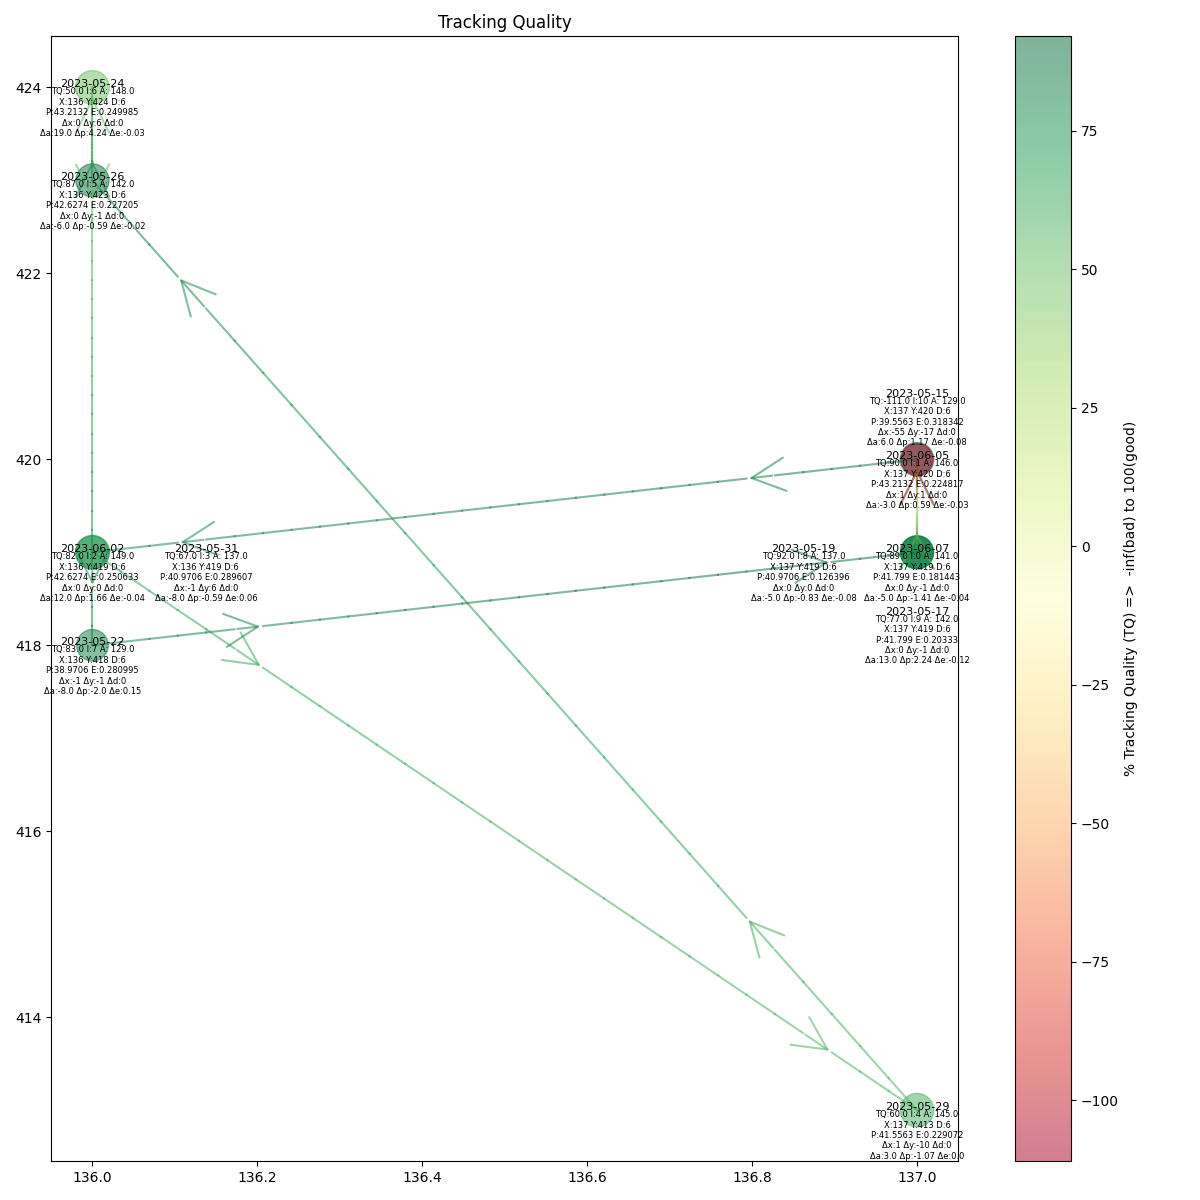 Tracking Quality
424
422
420
418
416
414
136.0
136.2
136.4
136.6
136.8
137.0
2023-05-24
TQ:50.0 I:6 A: 148.0
X:136 Y:424 D:6
P:43.2132 E:0.249985
Δx:0 Δy:6 Δd:0
Δa:19.0 Δp:4.24 Δe:-0.03
2023-05-26
TQ:87.0 I:5 A: 142.0
X:136 Y:423 D:6
P:42.6274 E:0.227205
Δx:0 Δy:-1 Δd:0
Δa:-6.0 Δp:-0.59 Δe:-0.02
2023-05-15
TQ:-111.0 I:10 A: 129.0
X:137 Y:420 D:6
P:39.5563 E:0.318342
Δx:-55 Δy:-17 Δd:0
Δa:6.0 Δp:1.17 Δe:-0.08
2023-06-05
TQ:90.0 I:1 A: 146.0
X:137 Y:420 D:6
P:43.2132 E:0.224817
Δx:1 Δy:1 Δd:0
Δa:-3.0 Δp:0.59 Δe:-0.03
2023-06-02
TQ:82.0 I:2 A: 149.0
X:136 Y:419 D:6
P:42.6274 E:0.250633
Δx:0 Δy:0 Δd:0
Δa:12.0 Δp:1.66 Δe:-0.04
2023-05-31
TQ:67.0 I:3 A: 137.0
X:136 Y:419 D:6
P:40.9706 E:0.289607
Δx:-1 Δy:6 Δd:0
Δa:-8.0 Δp:-0.59 Δe:0.06
2023-05-19
TQ:92.0 I:8 A: 137.0
X:137 Y:419 D:6
P:40.9706 E:0.126396
Δx:0 Δy:0 Δd:0
Δa:-5.0 Δp:-0.83 Δe:-0.08
2023-06-07
TQ:89.0 I:0 A: 141.0
X:137 Y:419 D:6
P:41.799 E:0.181443
Δx:0 Δy:-1 Δd:0
Δa:-5.0 Δp:-1.41 Δe:-0.04
2023-05-17
TQ:77.0 I:9 A: 142.0
X:137 Y:419 D:6
P:41.799 E:0.20333
Δx:0 Δy:-1 Δd:0
Δa:13.0 Δp:2.24 Δe:-0.12
2023-05-22
TQ:83.0 I:7 A: 129.0
X:136 Y:418 D:6
P:38.9706 E:0.280995
Δx:-1 Δy:-1 Δd:0
Δa:-8.0 Δp:-2.0 Δe:0.15
2023-05-29
TQ:60.0 I:4 A: 145.0
X:137 Y:413 D:6
P:41.5563 E:0.229072
Δx:1 Δy:-10 Δd:0
Δa:3.0 Δp:-1.07 Δe:0.0
75
50
25
0
−25
−50
−75
−100
% Tracking Quality (TQ) => -inf(bad) to 100(good)